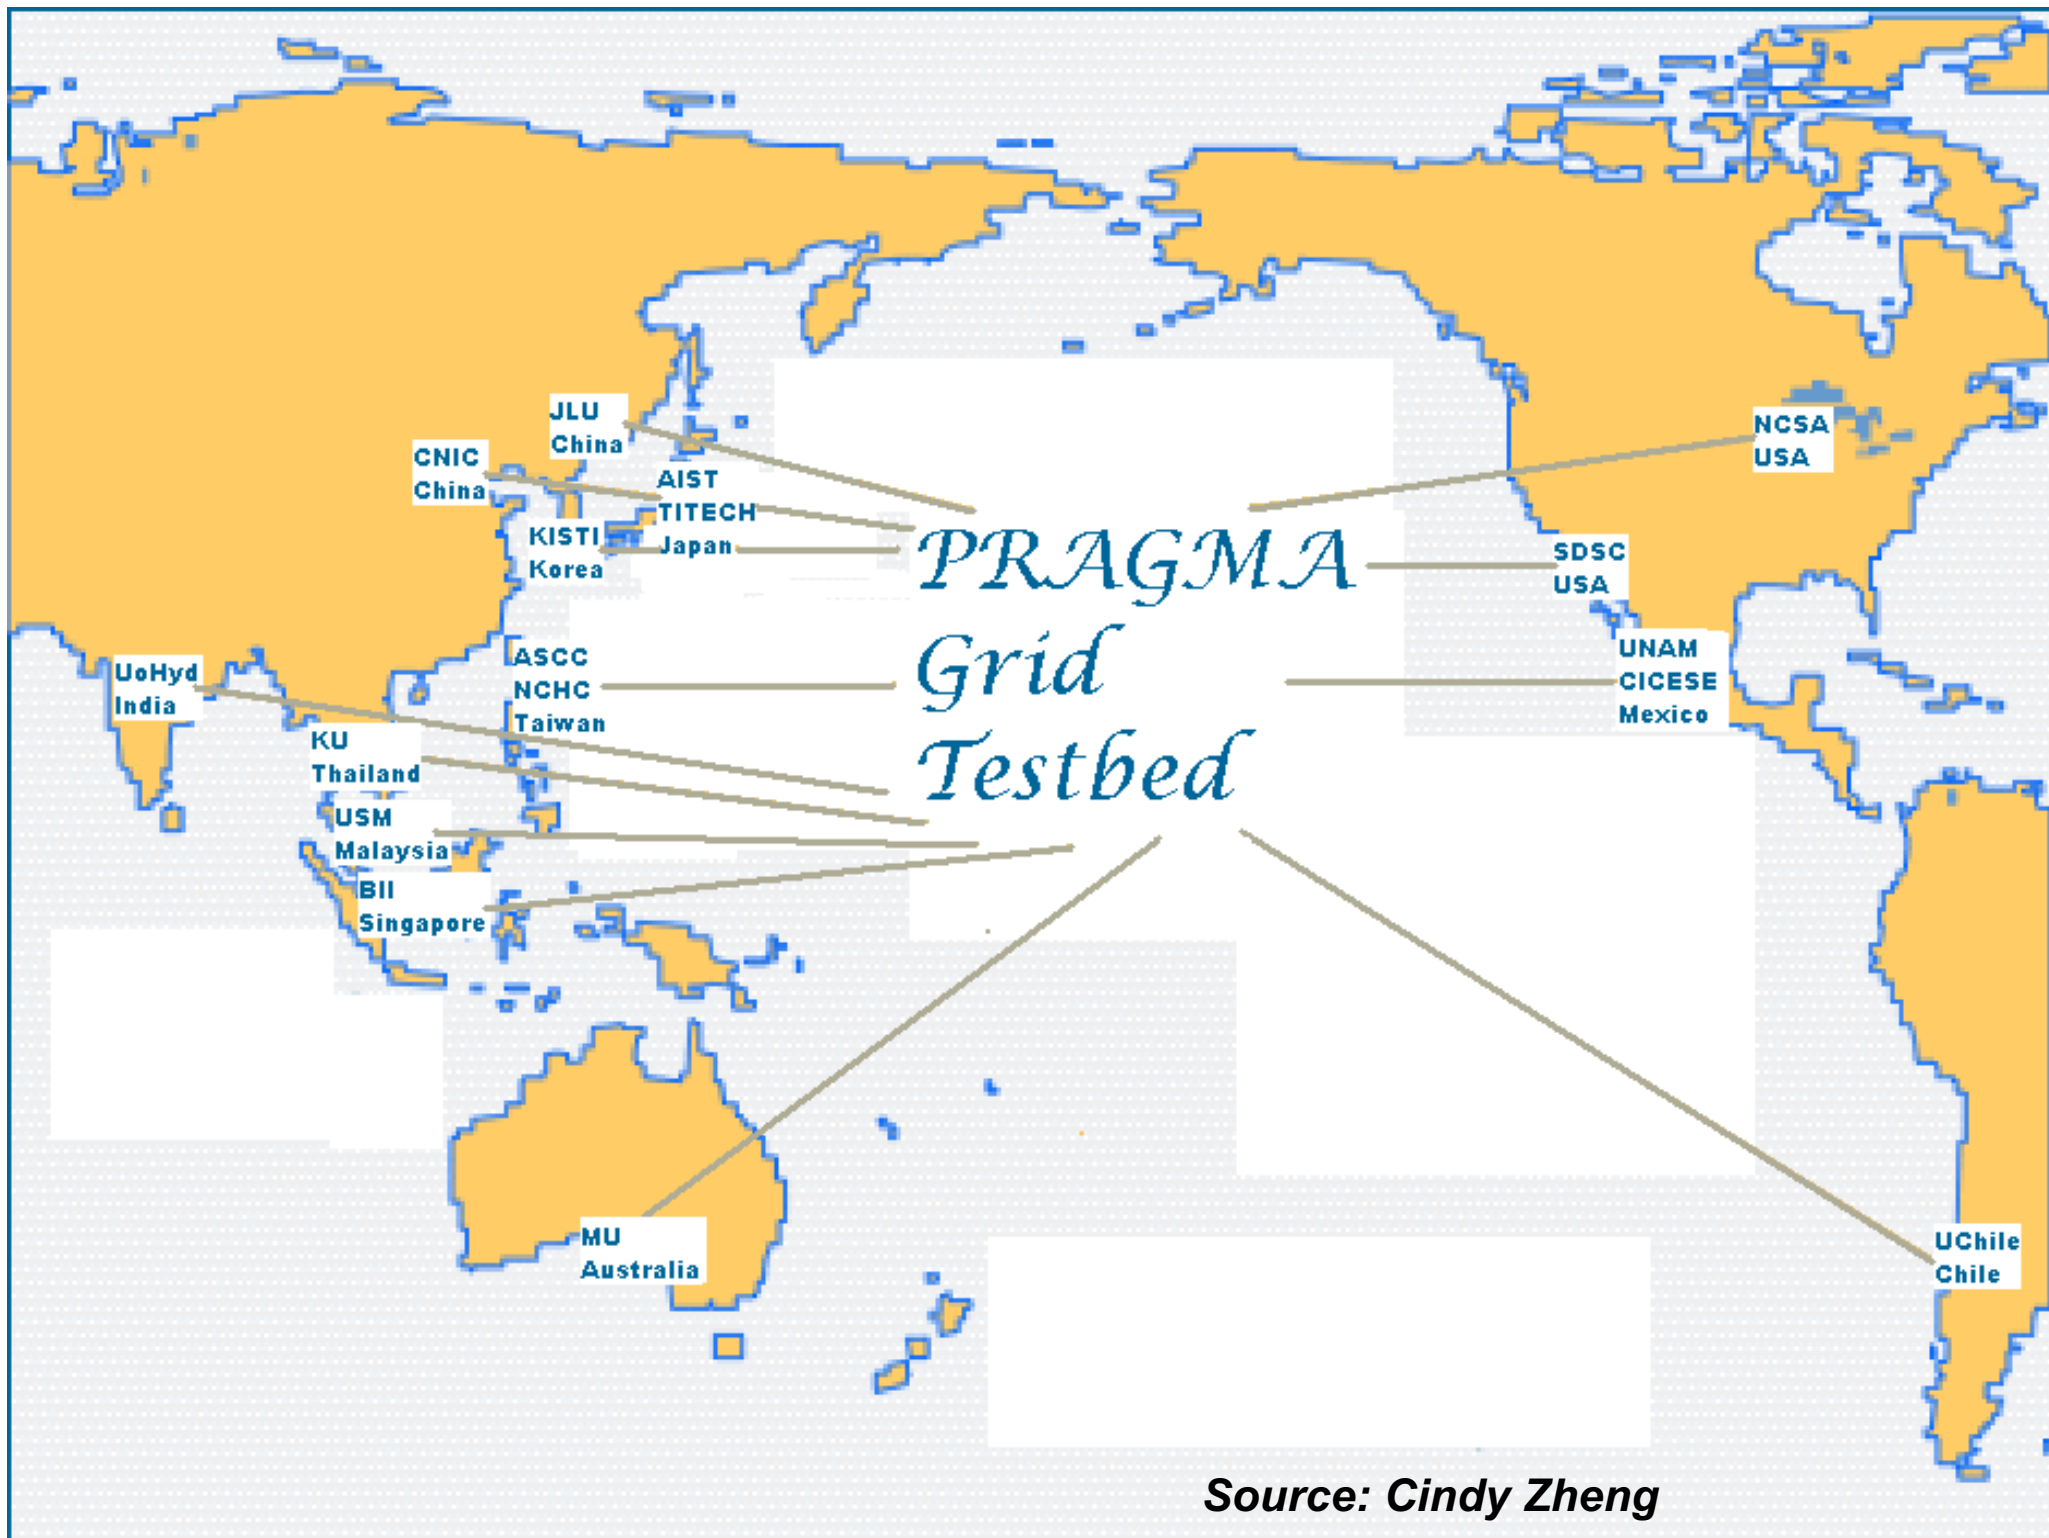 JLU
China
CNIC
China
AIST
TITECH
Japan
KISTI
Korea
PRAGMA
Grid
Testbed
NCSA
USA
SDSC
USA
UNAM
CICESE
Mexico
ASCC
NCHC
Taiwan
UoHyd
India
KU
Thailand
USM
Malaysia
BII
Singapore
MU
Australia
UChile
Chile
Source: Cindy Zheng